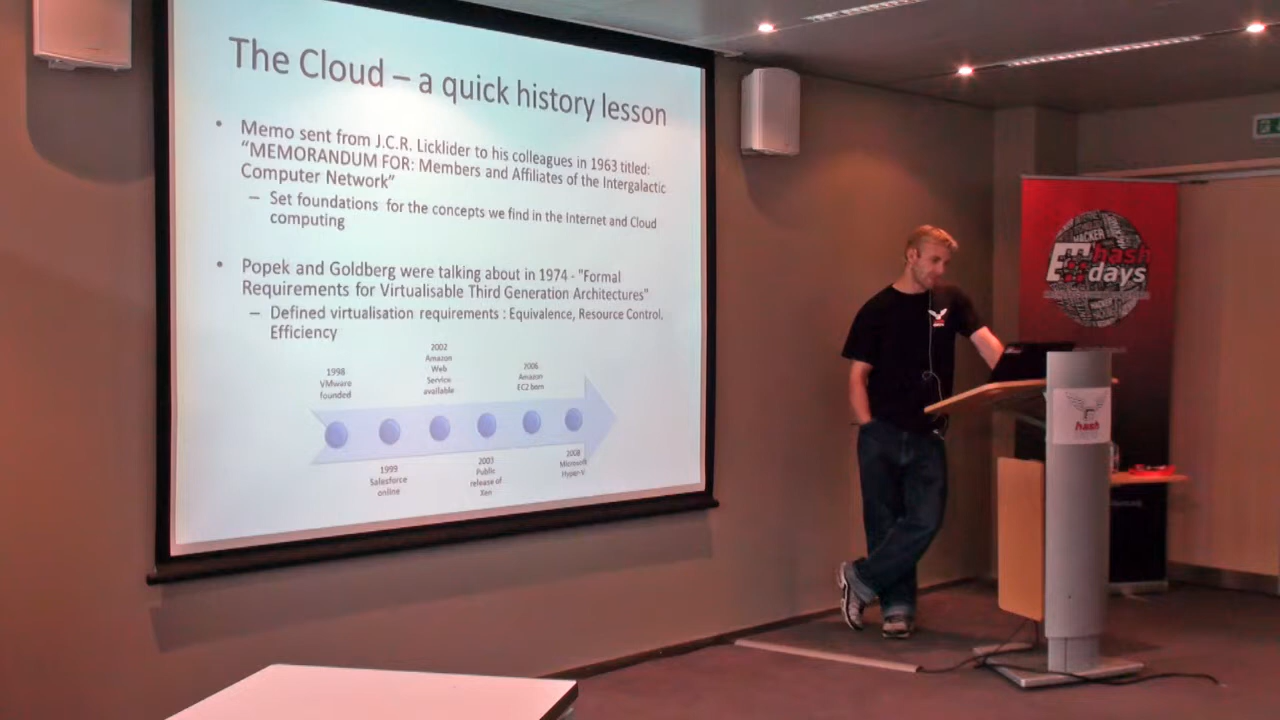 The Cloud – a quick history lesson
• Memo sent from J.C.R. Licklider to his colleagues in 1963 titled:
"MEMORANDUM FOR: Members and Affiliates of the Intergalactic
Computer Network"
– Set foundations for the concepts we find in the Internet and Cloud
computing
• Popek and Goldberg were talking about in 1974 - "Formal
Requirements for Virtualisable Third Generation Architectures"
– Defined virtualisation requirements : Equivalence, Resource Control,
Efficiency
1998
VMware
founded
2002
Amazon
Web
Service
available
2006
Amazon
EC2 born
1999
Salesforce
online
2003
Public
release of
Xen
2008
Microsoft
Hyper-V
HACKER
hash
days
hash